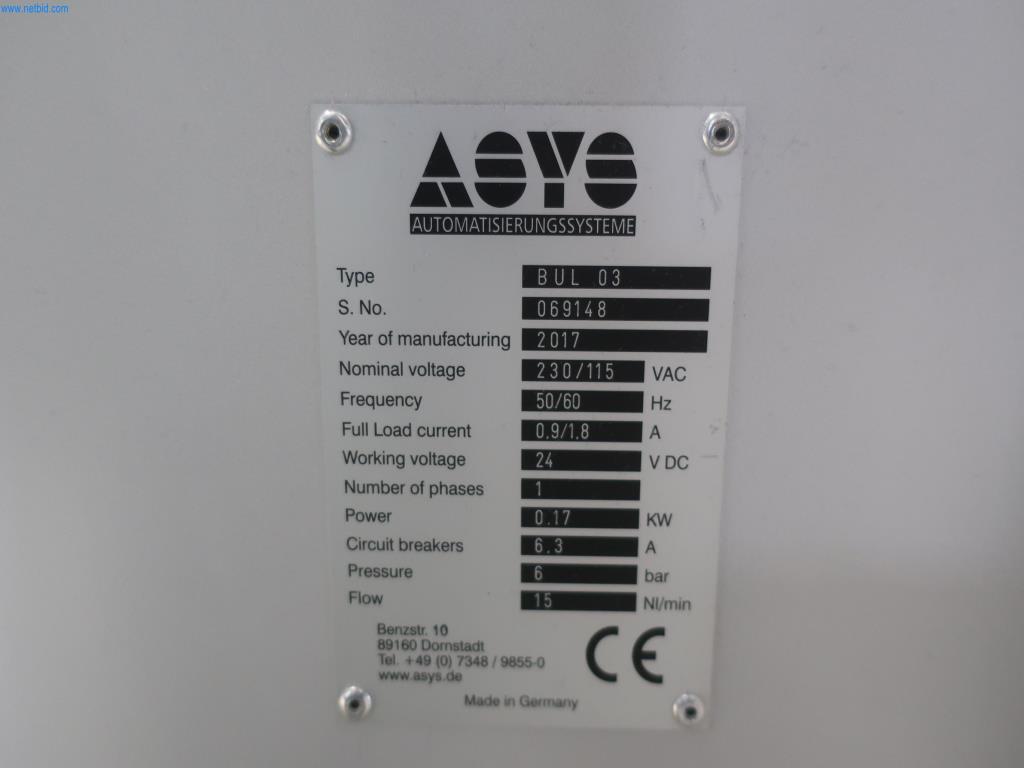 www.netbid.com
ASYS
AUTOMATISIERUNGSSYSTEME
Type BUL 03
S. No. 069148
Year of manufacturing 2017
Nominal voltage 230/115 VAC
Frequency 50/60 Hz
Full Load current 0.9/1.8 A
Working voltage 24 V DC
Number of phases 1
Power 0.17 KW
Circuit breakers 6.3 A
Pressure 6 bar
Flow 15 Nl/min
Benzstr. 10
89160 Dornstadt
Tel. +49 (0) 7348 / 9855-0
www.asys.de
CE
Made in Germany